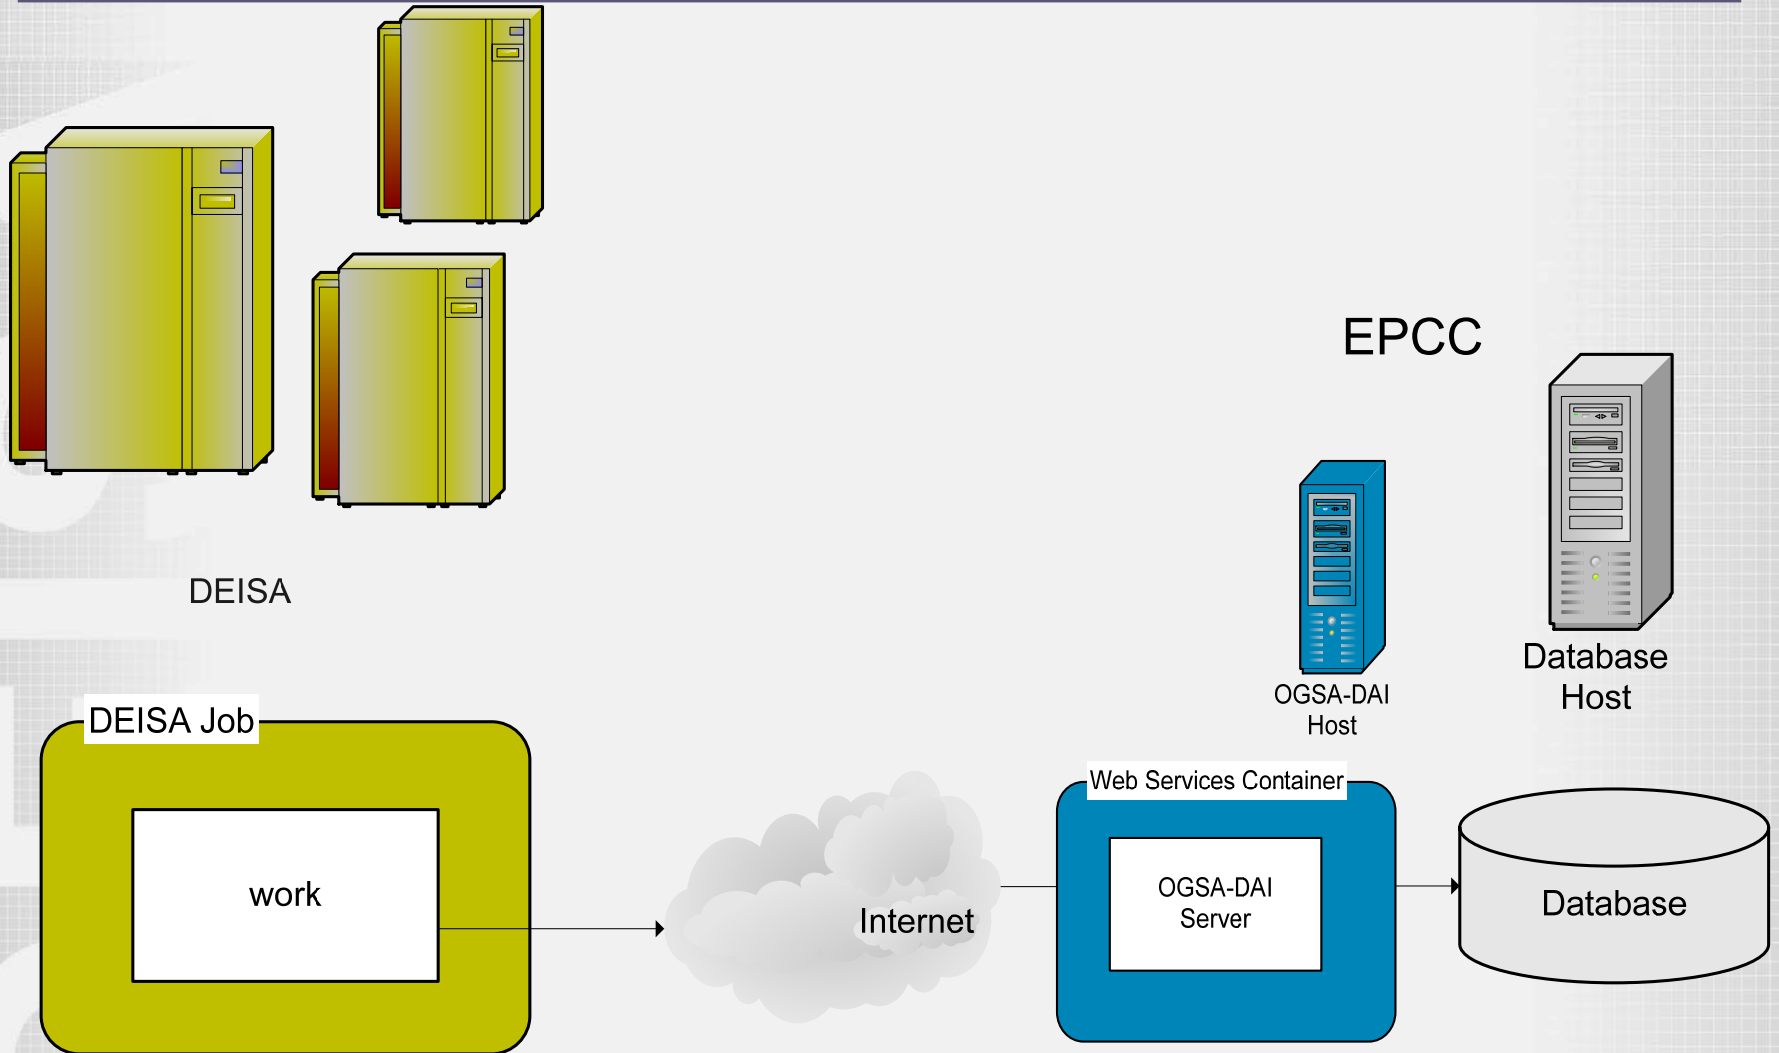 EPCC
DEISA
OGSA-DAI
Host
Database
Host
DEISA Job
work
Internet
Web Services Container
OGSA-DAI
Server
Database